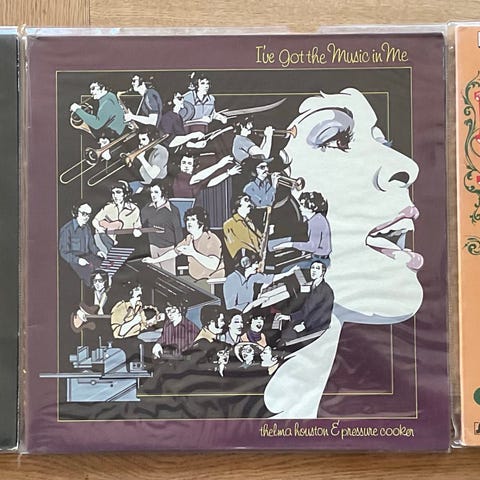 I've Got the Music in Me
thelma houston & pressure cooker